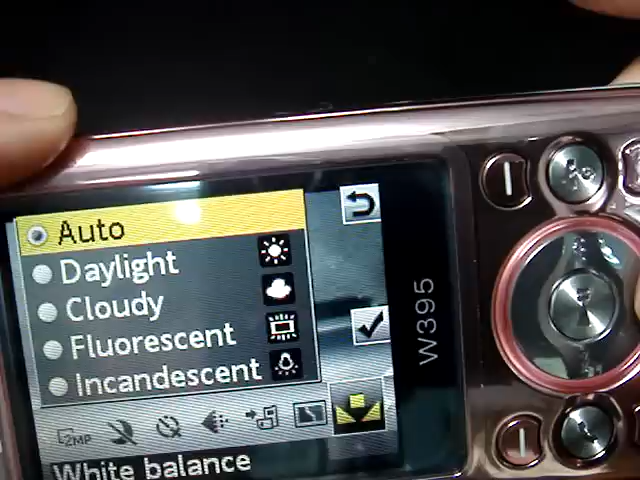 Auto
Daylight
Cloudy
Fluorescent
Incandescent
2MP
White balance
W395